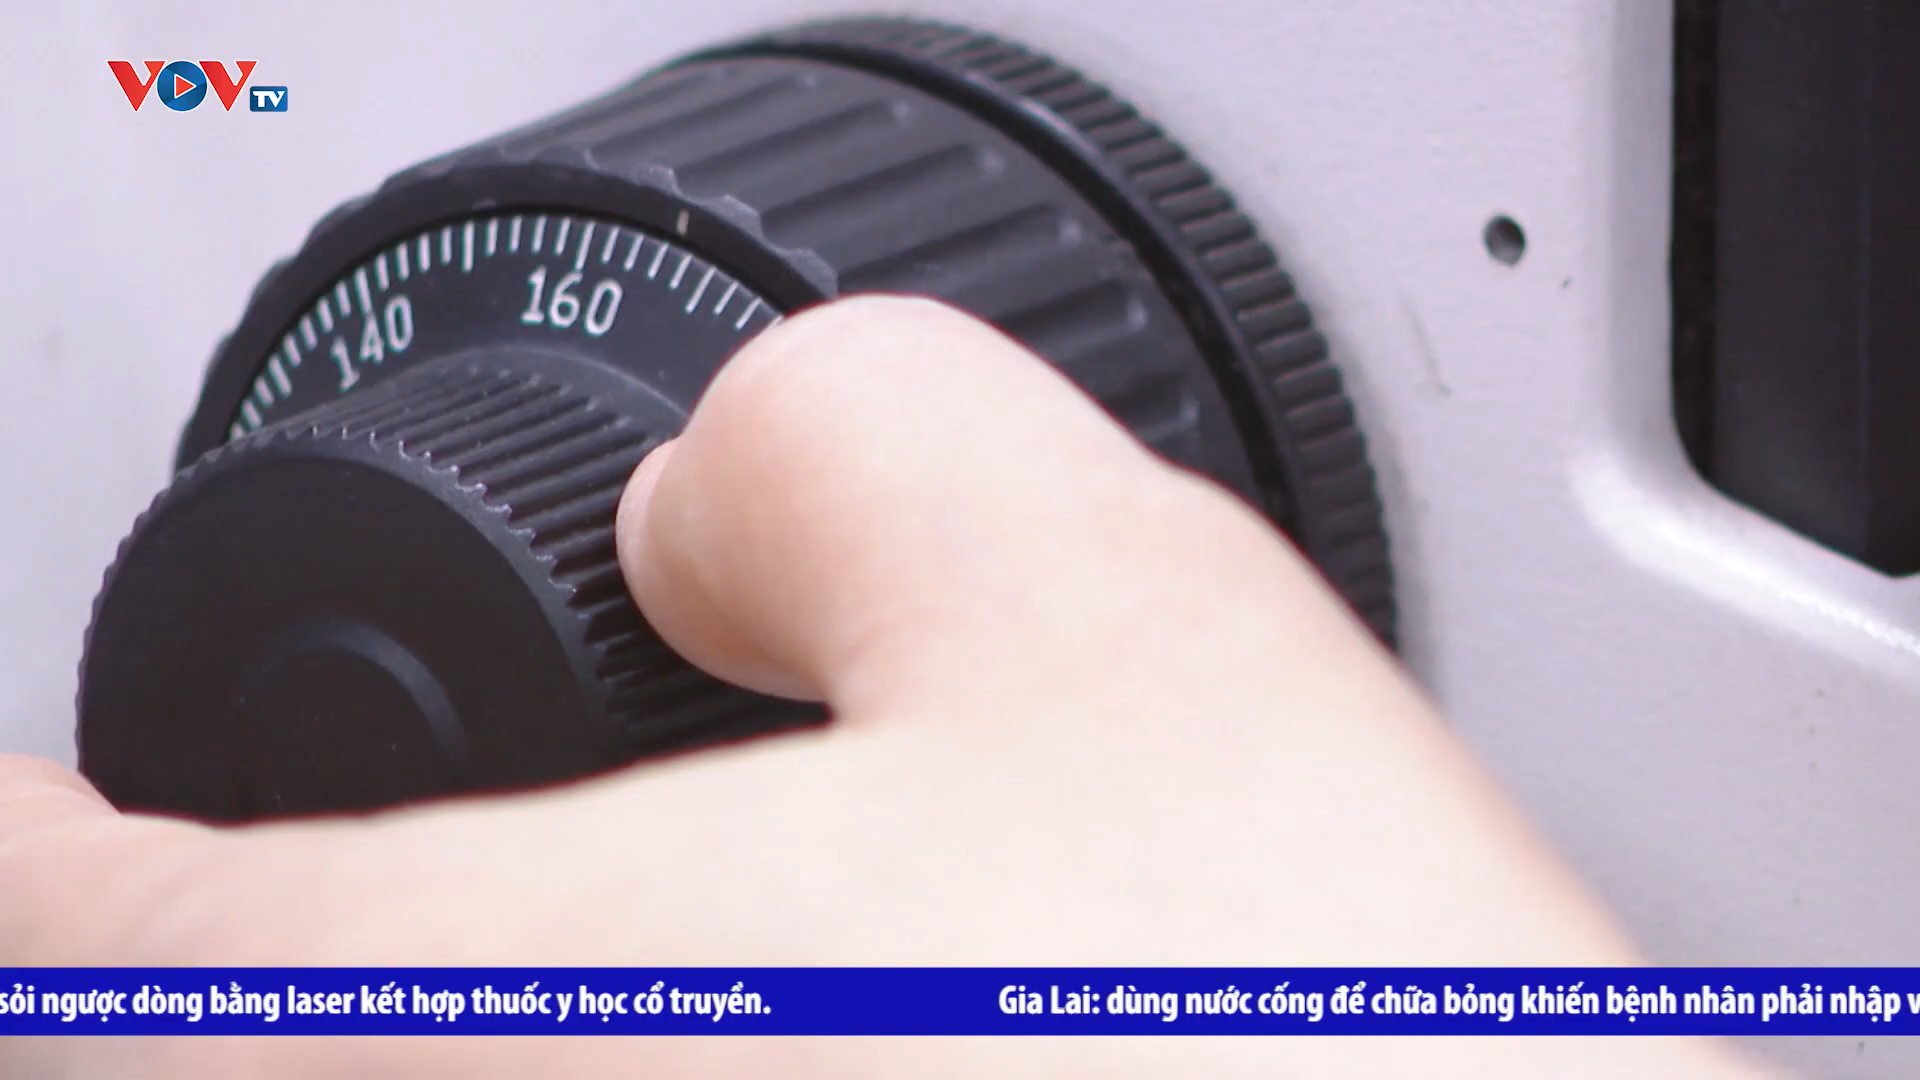 VOV TV
140
160
sỏi ngược dòng bằng laser kết hợp thuốc y học cổ truyền.
Gia Lai: dùng nước cống để chữa bỏng khiến bệnh nhân phải nhập